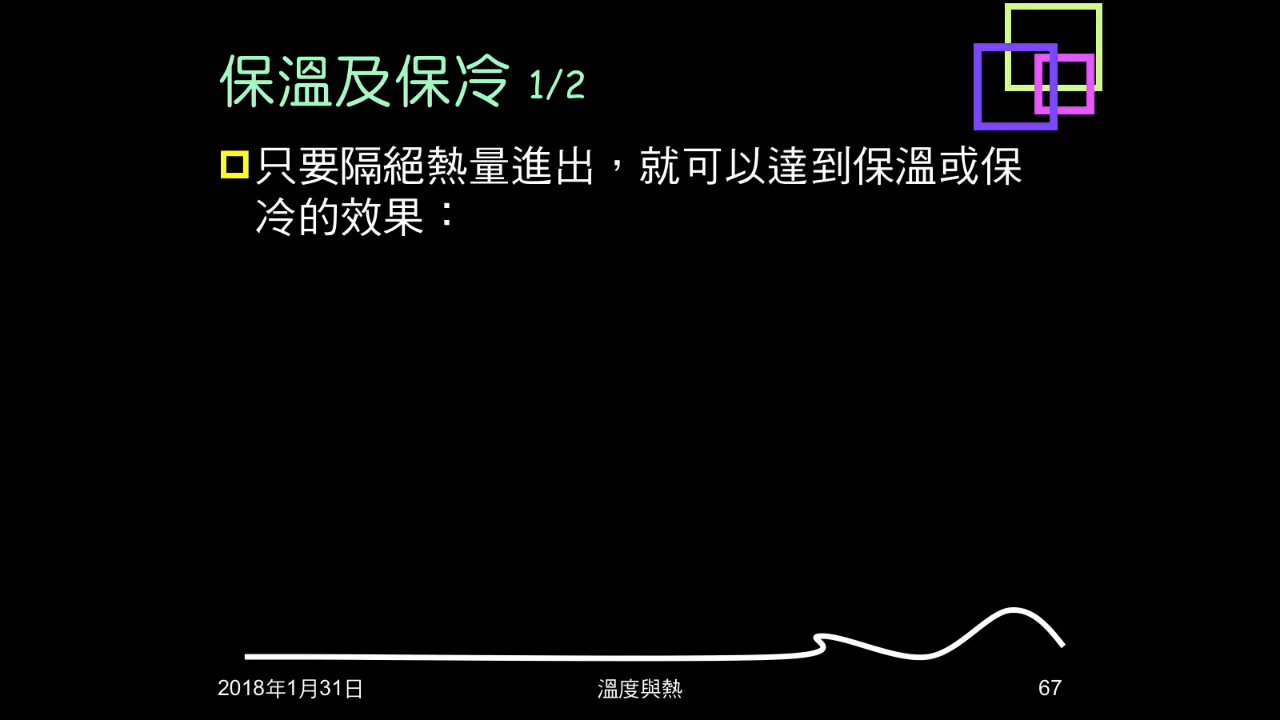 保溫及保冷 1/2
只要隔絕熱量進出，就可以達到保溫或保
冷的效果：
2018年1月31日
溫度與熱
67